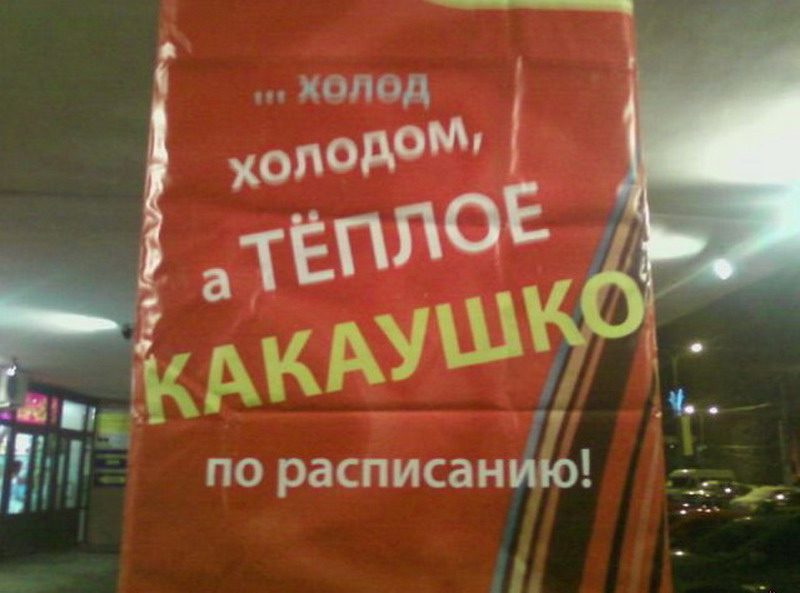 ... холод
холодом,
а ТЁПЛОЕ
КАКАУШКО
по расписанию!